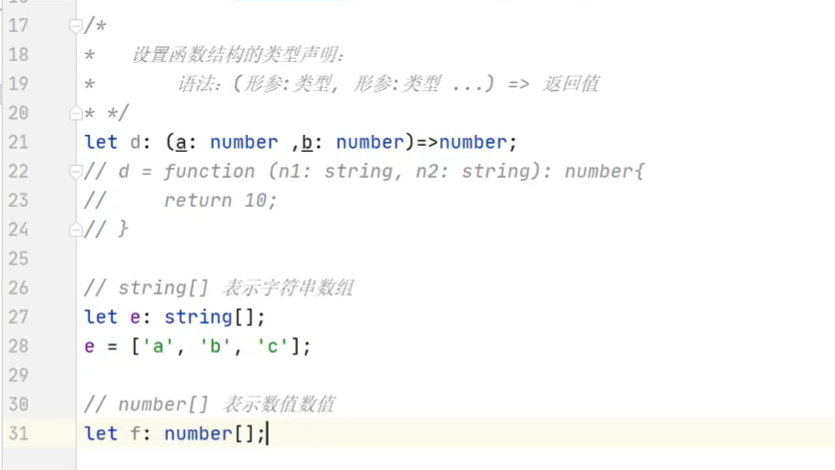 17 /*
18 *   设置函数结构的类型声明:
19 *       语法: (形参:类型, 形参:类型 ...) => 返回值
20 * */
21 let d: (a: number ,b: number)=>number;
22 // d = function (n1: string, n2: string): number{
23 //     return 10;
24 // }
25
26 // string[] 表示字符串数组
27 let e: string[];
28 e = ['a', 'b', 'c'];
29
30 // number[] 表示数值数值
31 let f: number[];